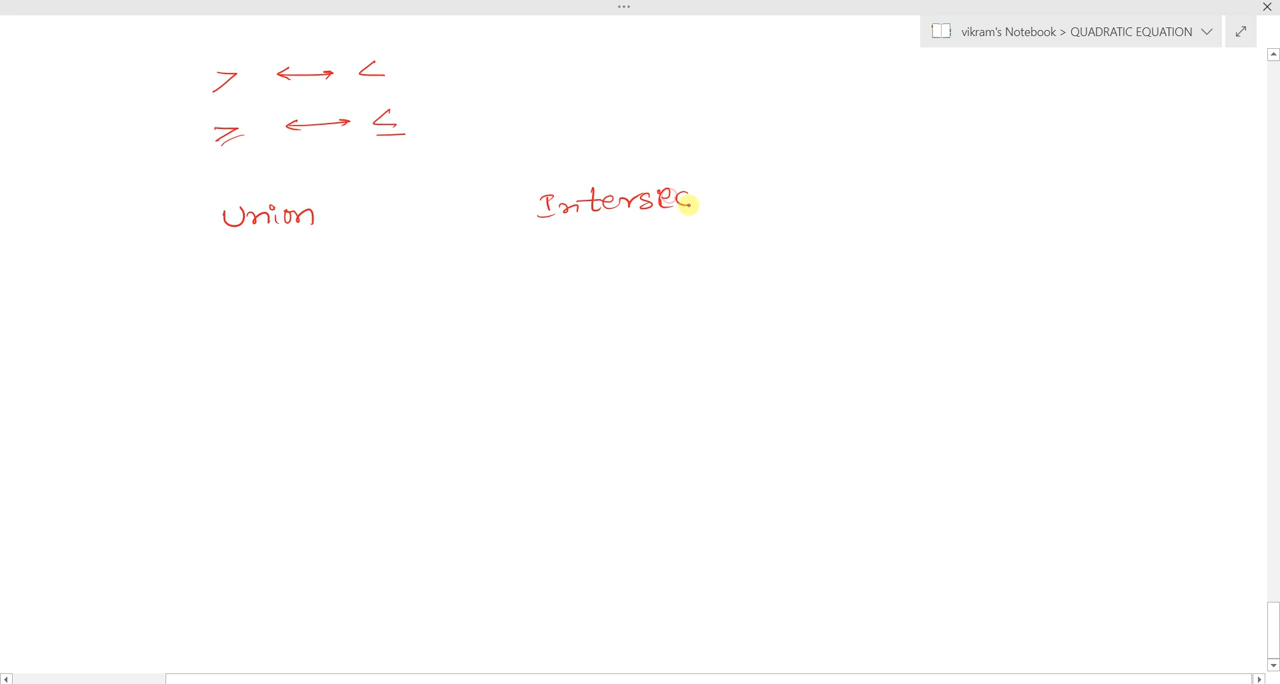 vikram's Notebook > QUADRATIC EQUATION
> ↔ <
≥ ↔ ≤
Union Intersec